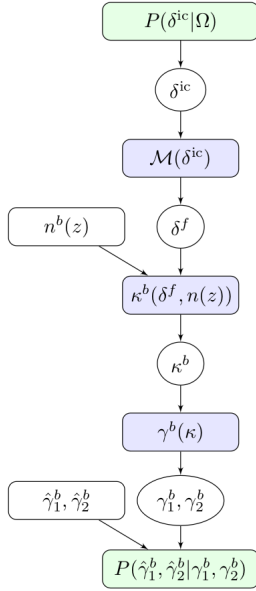 P(δ^ic|Ω)
δ^ic
ℳ(δ^ic)
n^b(z)
δ^f
κ^b(δ^f, n(z))
κ^b
γ^b(κ)
γ̂_1^b, γ̂_2^b
γ_1^b, γ_2^b
P(γ̂_1^b, γ̂_2^b|γ_1^b, γ_2^b)